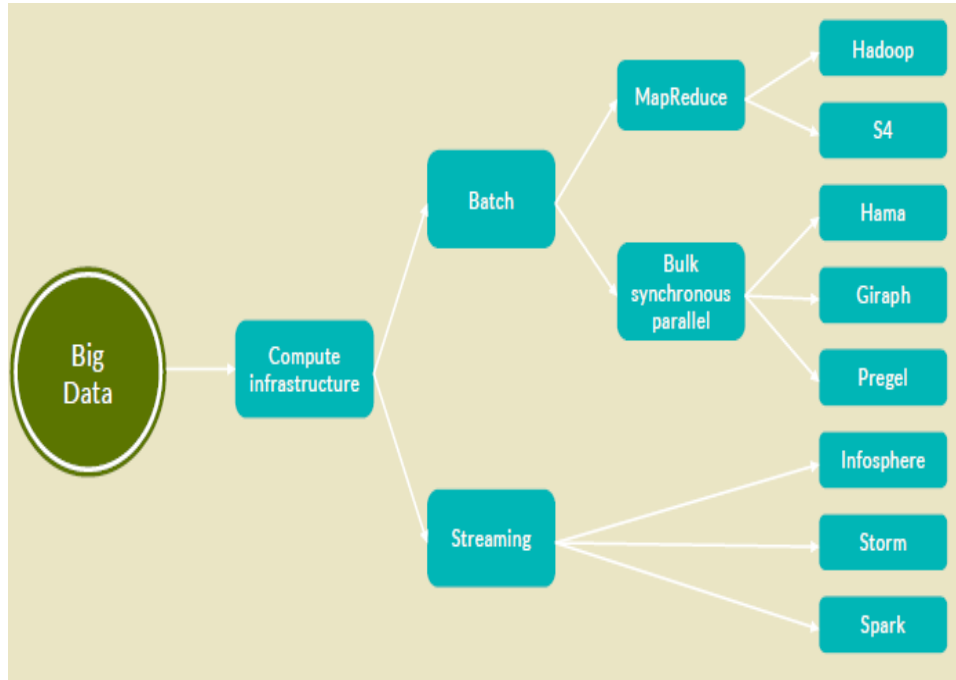 Big
Data
Compute
infrastructure
Batch
Streaming
MapReduce
Bulk
synchronous
parallel
Hadoop
S4
Hama
Giraph
Pregel
Infosphere
Storm
Spark